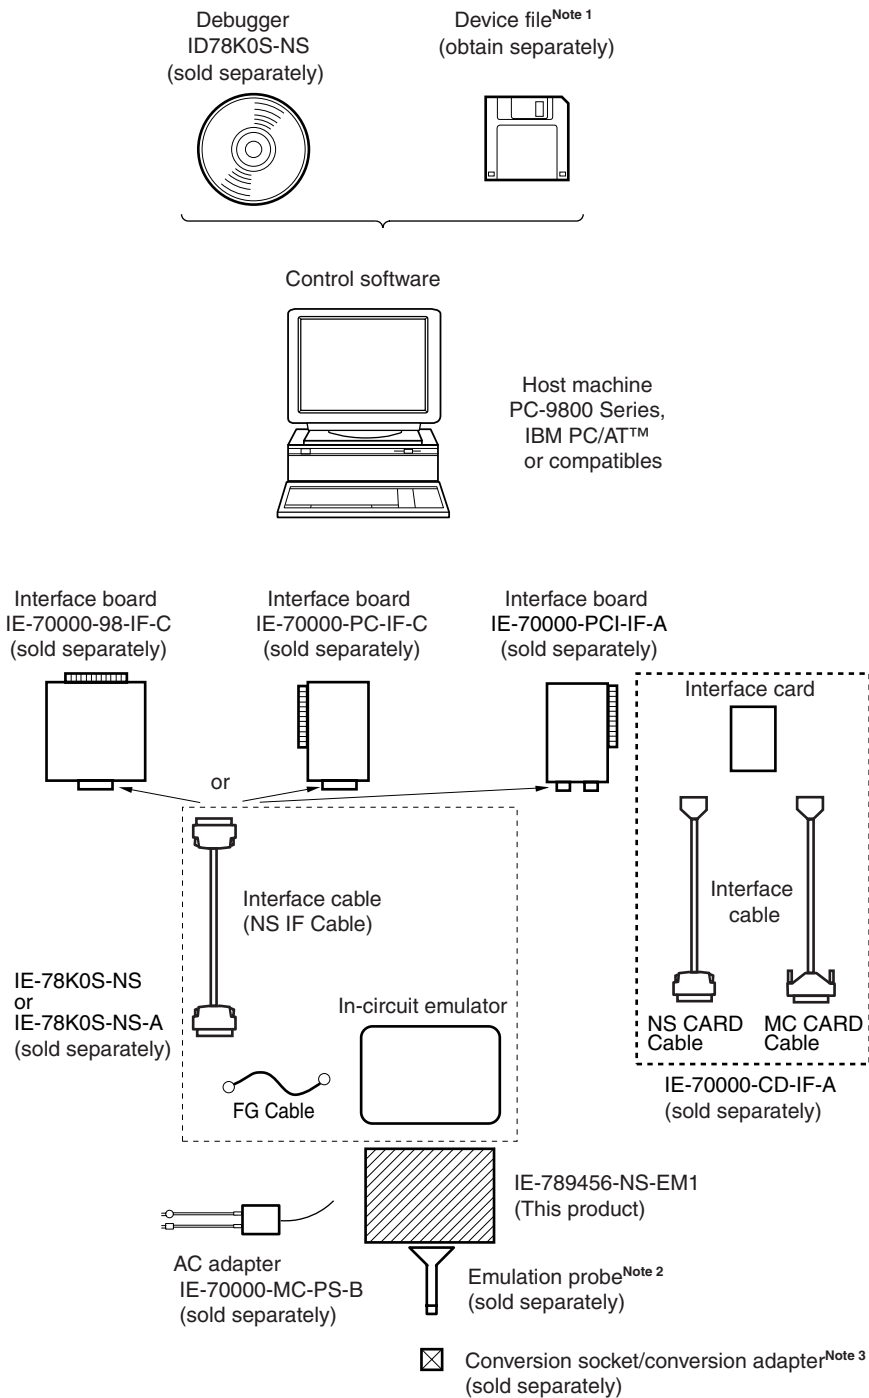 Debugger
ID78K0S-NS
(sold separately)
Device fileNote 1
(obtain separately)
Control software
Host machine
PC-9800 Series,
IBM PC/AT™
or compatibles
Interface board
IE-70000-98-IF-C
(sold separately)
Interface board
IE-70000-PC-IF-C
(sold separately)
Interface board
IE-70000-PCI-IF-A
(sold separately)
Interface card
or
Interface cable
(NS IF Cable)
Interface
cable
IE-78K0S-NS
or
IE-78K0S-NS-A
(sold separately)
In-circuit emulator
NS CARD
Cable
MC CARD
Cable
FG Cable
IE-70000-CD-IF-A
(sold separately)
IE-789456-NS-EM1
(This product)
AC adapter
IE-70000-MC-PS-B
(sold separately)
Emulation probeNote 2
(sold separately)
Conversion socket/conversion adapterNote 3
(sold separately)